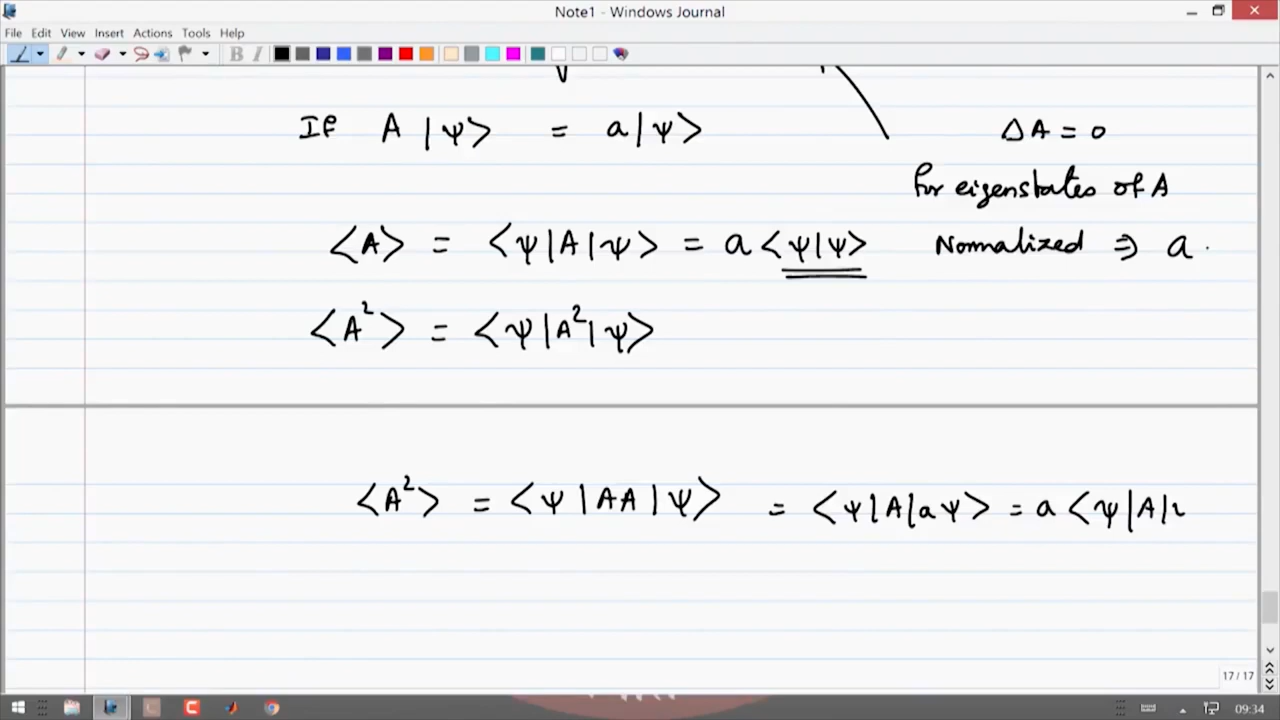 Note1 - Windows Journal
File Edit View Insert Actions Tools Help
B I
If A |ψ> = a|ψ>
ΔA = 0
for eigenstates of A
<A> = <ψ|A|ψ> = a<ψ|ψ> Normalized ⇒ a.
<A²> = <ψ|A²|ψ>
<A²> = <ψ|AA|ψ> = <ψ|A|aψ> = a<ψ|A|
17 / 17
09:34